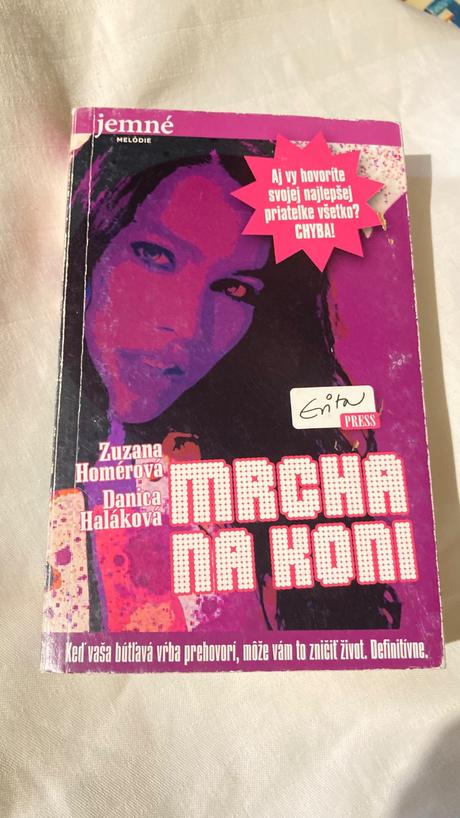 jemné
MELÓDIE
Aj vy hovoríte
svojej najlepšej
priateľke všetko?
CHYBA!
PRESS
Zuzana
Homérová
Danica
Haláková
MRCHA
NA KONI
Keď vaša bútľavá vŕba prehovorí, môže vám to zničiť život. Definitívne.